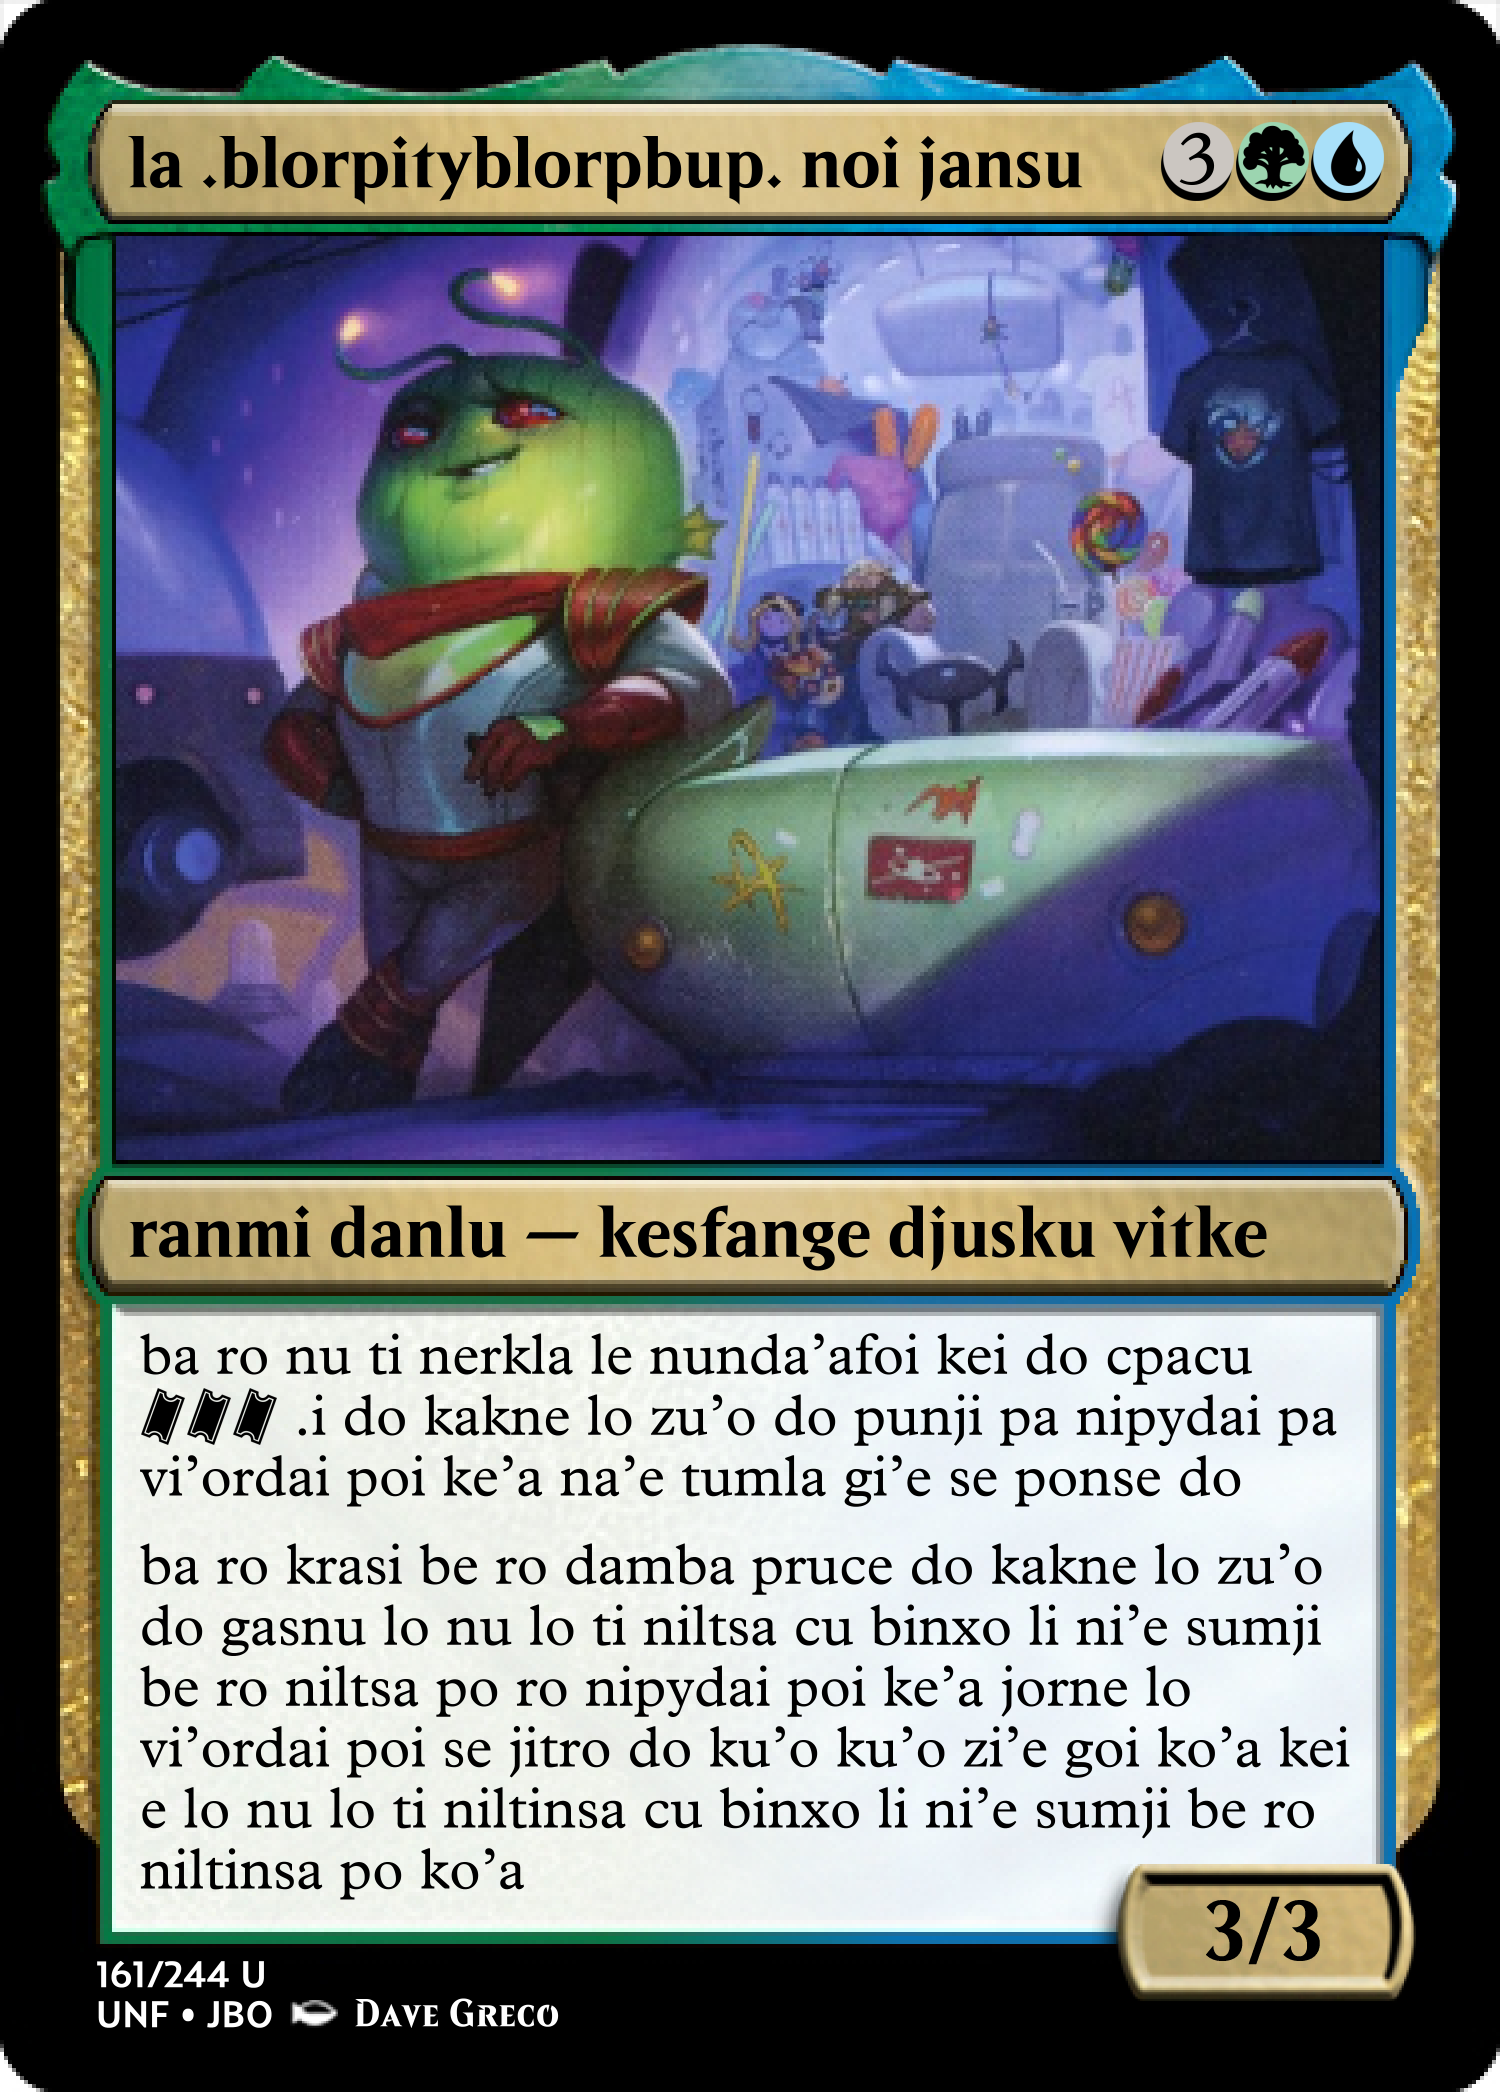 la .blorpityblorpbup. noi jansu 3
ranmi danlu — kesfange djusku vitke
ba ro nu ti nerkla le nunda’afoi kei do cpacu
.i do kakne lo zu’o do punji pa nipydai pa
vi’ordai poi ke’a na’e tumla gi’e se ponse do
ba ro krasi be ro damba pruce do kakne lo zu’o
do gasnu lo nu lo ti niltsa cu binxo li ni’e sumji
be ro niltsa po ro nipydai poi ke’a jorne lo
vi’ordai poi se jitro do ku’o ku’o zi’e goi ko’a kei
e lo nu lo ti niltinsa cu binxo li ni’e sumji be ro
niltinsa po ko’a
3/3
161/244 U
UNF • JBO Dave Greco